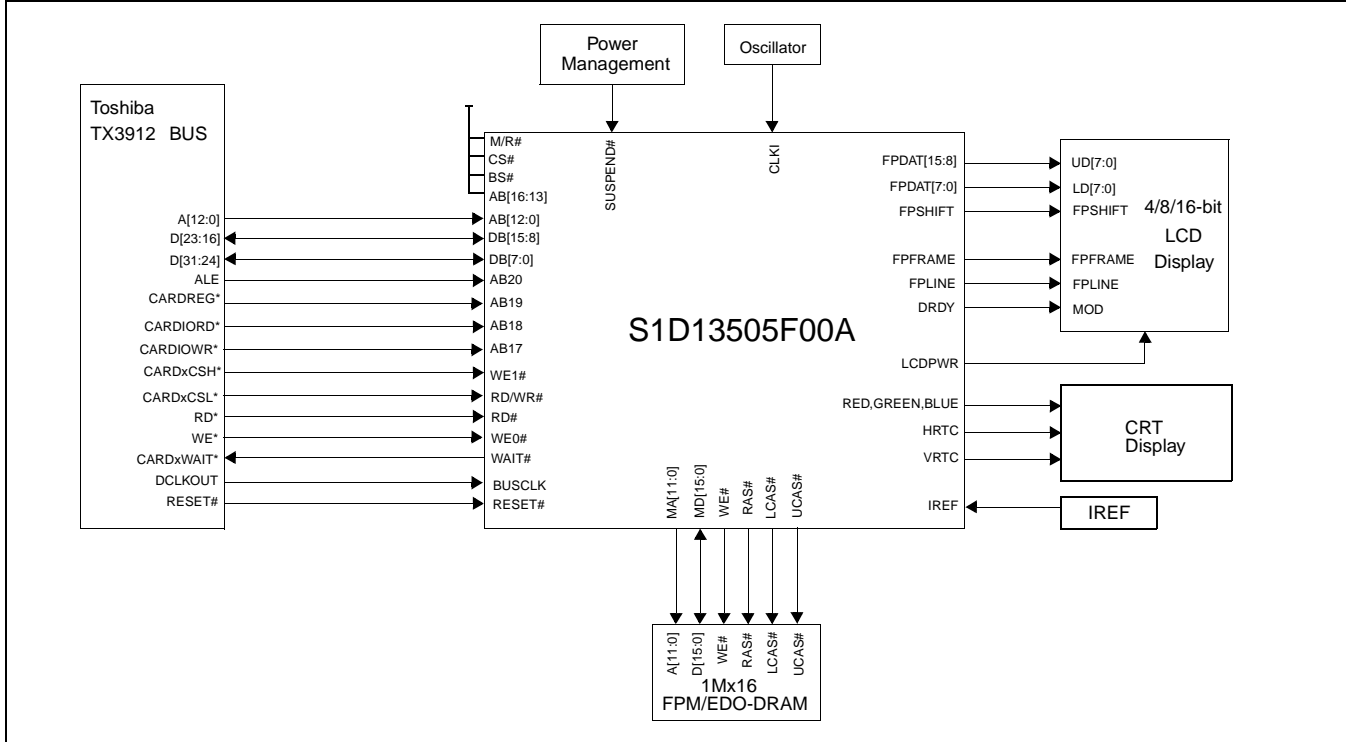 Power
Management
Oscillator
Toshiba
TX3912 BUS
A[12:0]
D[23:16]
D[31:24]
ALE
CARDREG*
CARDIORD*
CARDIOWR*
CARDxCSH*
CARDxCSL*
RD*
WE*
CARDxWAIT*
DCLKOUT
RESET#
M/R#
CS#
BS#
AB[16:13]
AB[12:0]
DB[15:8]
DB[7:0]
AB20
AB19
AB18
AB17
WE1#
RD/WR#
RD#
WE0#
WAIT#
BUSCLK
RESET#
SUSPEND#
CLKI
S1D13505F00A
FPDAT[15:8]
FPDAT[7:0]
FPSHIFT
FPFRAME
FPLINE
DRDY
LCDPWR
RED,GREEN,BLUE
HRTC
VRTC
IREF
UD[7:0]
LD[7:0]
FPSHIFT
FPFRAME
FPLINE
MOD
4/8/16-bit
LCD
Display
CRT
Display
IREF
MA[11:0]
MD[15:0]
WE#
RAS#
LCAS#
UCAS#
A[11:0]
D[15:0]
WE#
RAS#
LCAS#
UCAS#
1Mx16
FPM/EDO-DRAM